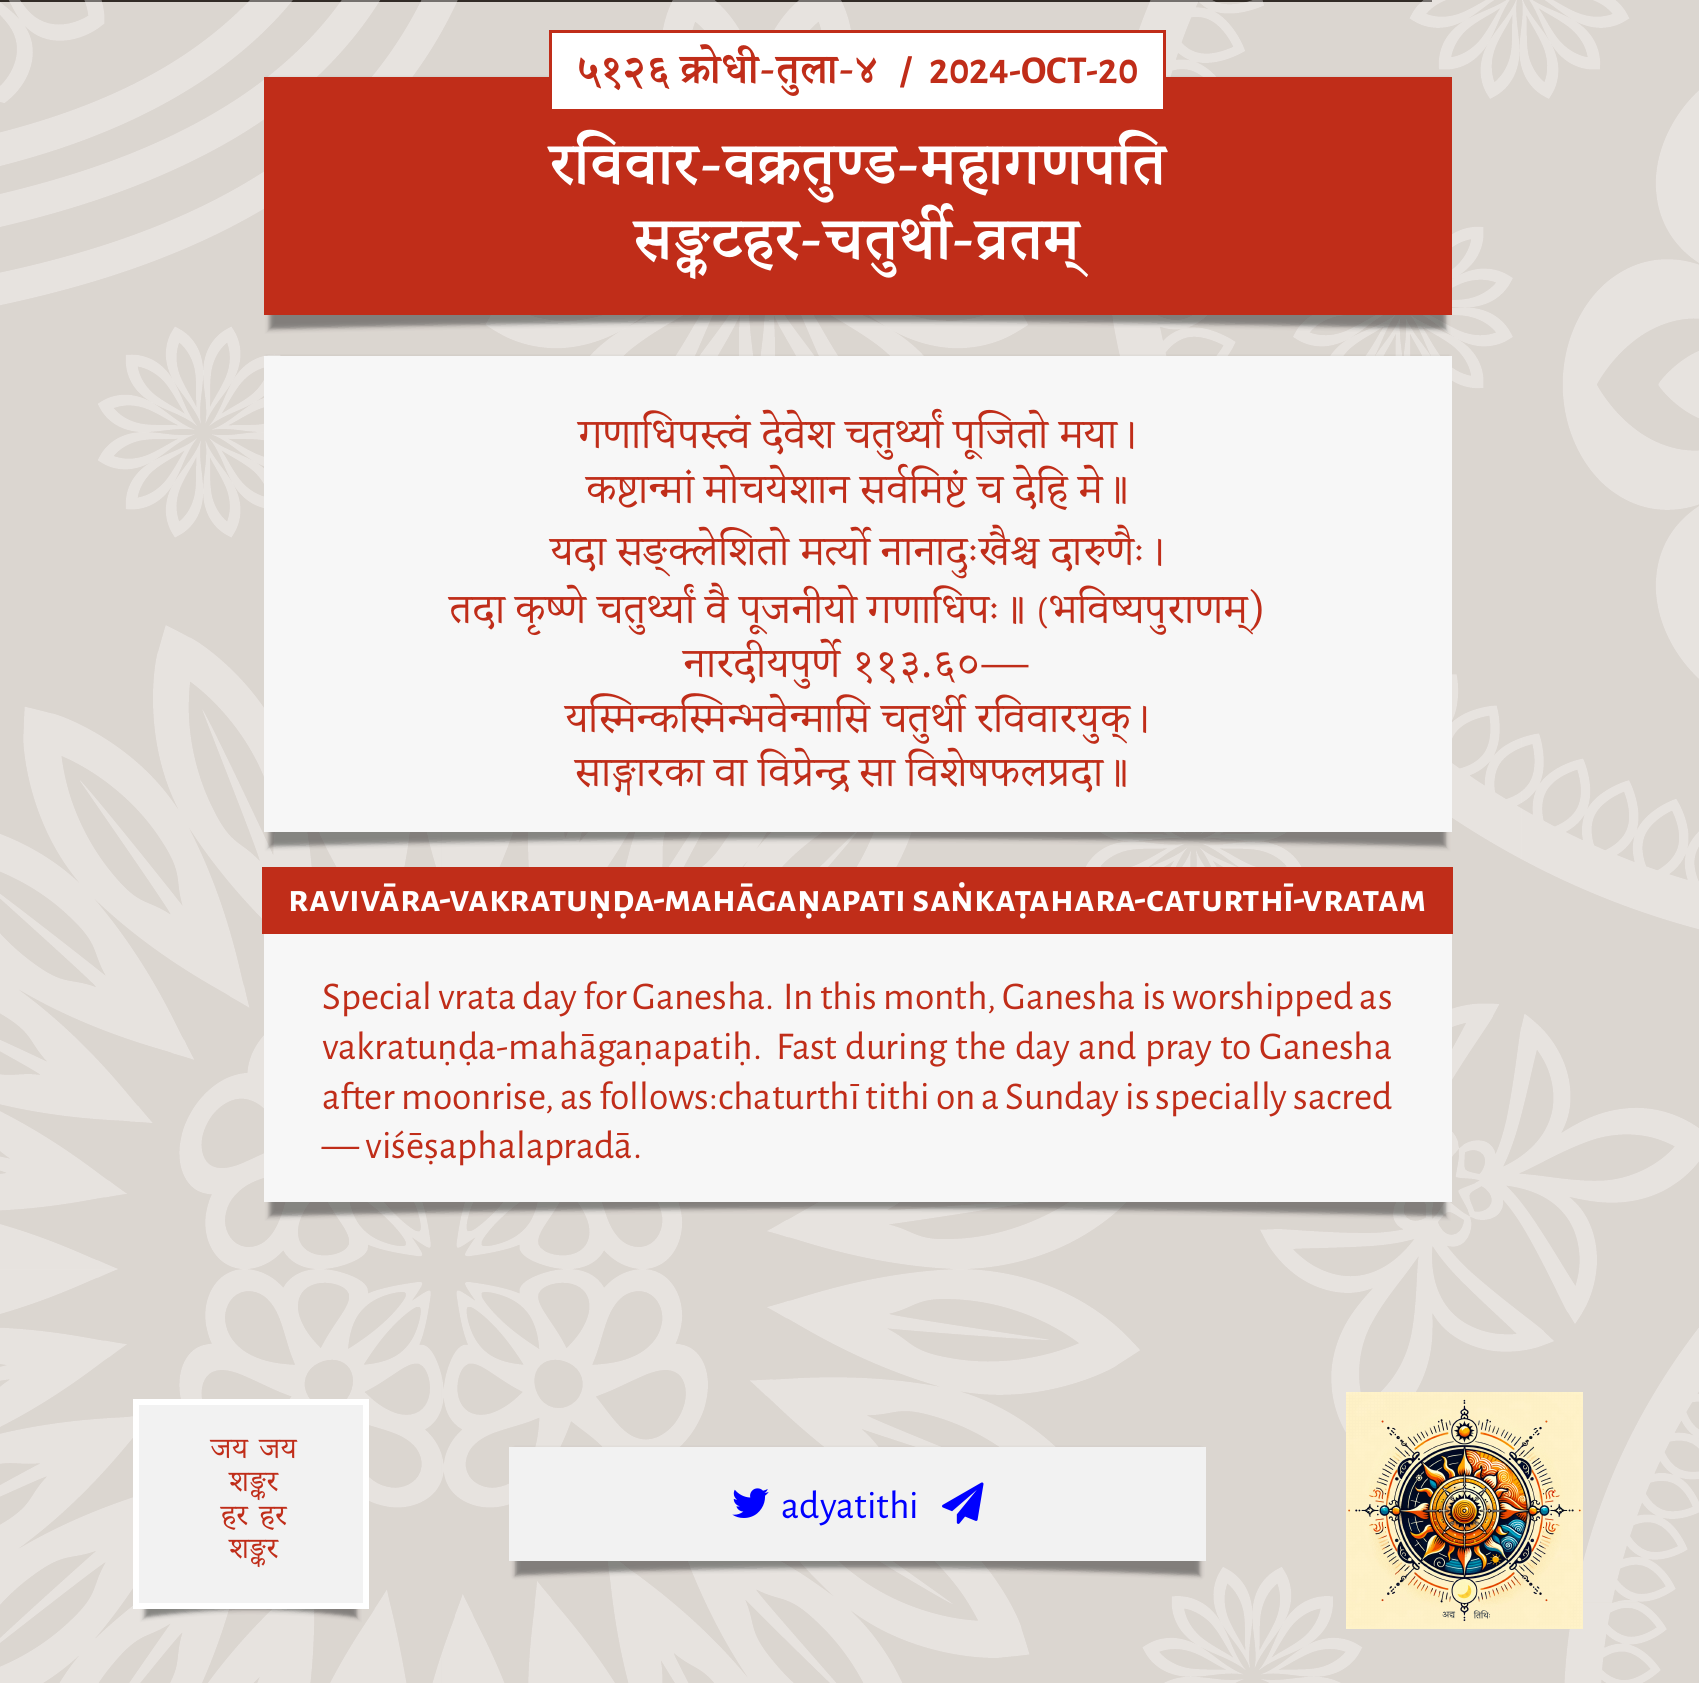 ५१२६ क्रोधी-तुला-४ / 2024-OCT-20
रविवार-वक्रतुण्ड-महागणपति
सङ्कटहर-चतुर्थी-व्रतम्
गणाधिपस्त्वं देवेश चतुर्थ्यां पूजितो मया।
कष्टान्मां मोचयेशान सर्वमिष्टं च देहि मे॥
यदा सङ्क्लेशितो मर्त्यो नानादुःखैश्च दारुणैः।
तदा कृष्णे चतुर्थ्यां वै पूजनीयो गणाधिपः॥ (भविष्यपुराणम्)
नारदीयपुर्णे ११३.६०—
यस्मिन्कस्मिन्भवेन्मासि चतुर्थी रविवारयुक्।
साङ्गारका वा विप्रेन्द्र सा विशेषफलप्रदा॥
RAVIVĀRA-VAKRATUṆḌA-MAHĀGAṆAPATI SAṄKAṬAHARA-CATURTHĪ-VRATAM
Special vrata day for Ganesha. In this month, Ganesha is worshipped as
vakratuṇḍa-mahāgaṇapatiḥ. Fast during the day and pray to Ganesha
after moonrise, as follows:chaturthī tithi on a Sunday is specially sacred
— viśēṣaphalapradā.
जय जय
शङ्कर
हर हर
शङ्कर
adyatithi
अद्य तिथिः